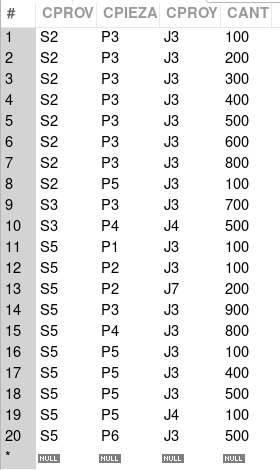 # CPROV CPIEZA CPROY CANT
1 S2 P3 J3 100
2 S2 P3 J3 200
3 S2 P3 J3 300
4 S2 P3 J3 400
5 S2 P3 J3 500
6 S2 P3 J3 600
7 S2 P3 J3 800
8 S2 P5 J3 100
9 S3 P3 J3 700
10 S3 P4 J4 500
11 S5 P1 J3 100
12 S5 P2 J3 100
13 S5 P2 J7 200
14 S5 P3 J3 900
15 S5 P4 J3 800
16 S5 P5 J3 100
17 S5 P5 J3 400
18 S5 P5 J3 500
19 S5 P5 J4 100
20 S5 P6 J3 500
* NULL NULL NULL NULL